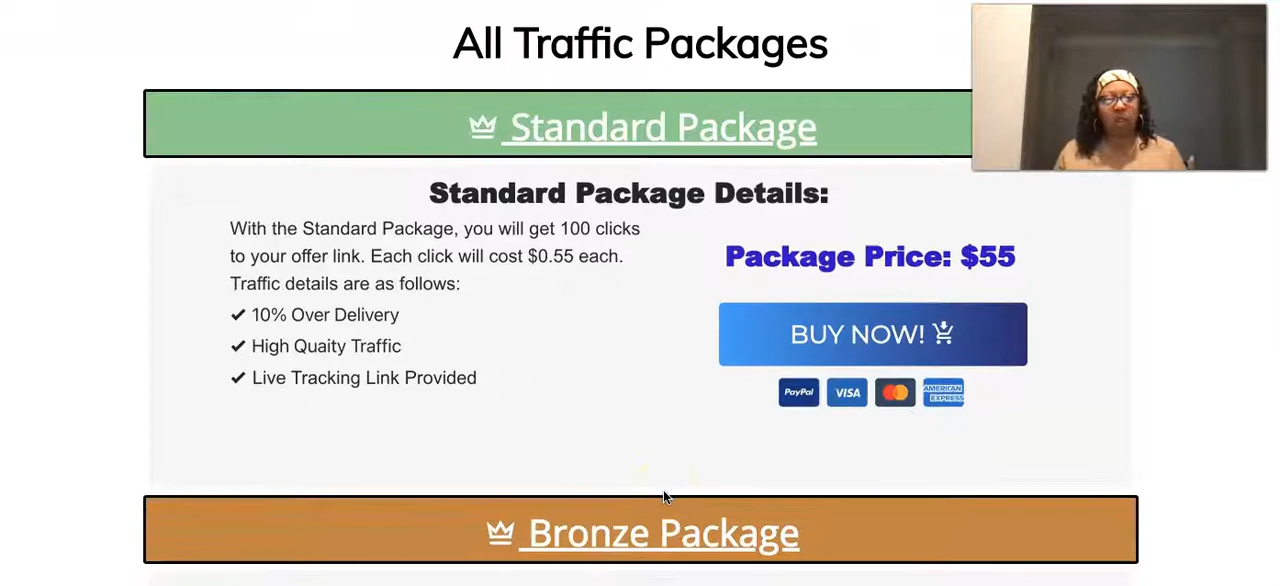 All Traffic Packages
Standard Package
Standard Package Details:
With the Standard Package, you will get 100 clicks
to your offer link. Each click will cost $0.55 each.
Traffic details are as follows:
✔ 10% Over Delivery
✔ High Quaity Traffic
✔ Live Tracking Link Provided
Package Price: $55
BUY NOW!
PayPal VISA AMERICAN EXPRESS
Bronze Package